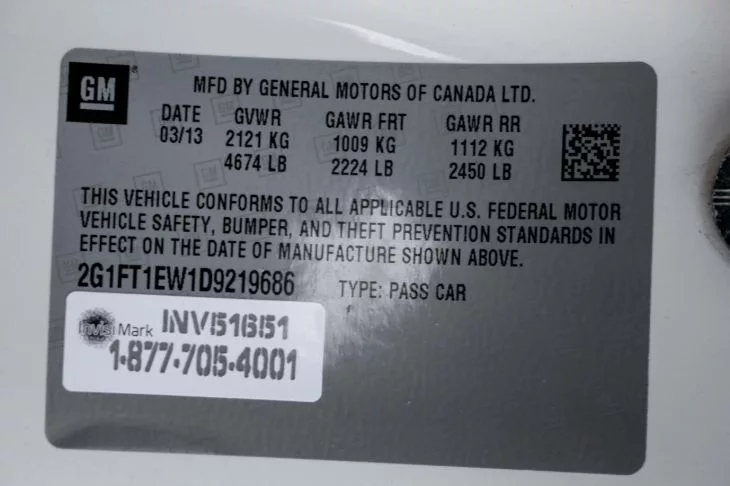 GM
MFD BY GENERAL MOTORS OF CANADA LTD.
DATE GVWR GAWR FRT GAWR RR
03/13 2121 KG 1009 KG 1112 KG
4674 LB 2224 LB 2450 LB
THIS VEHICLE CONFORMS TO ALL APPLICABLE U.S. FEDERAL MOTOR
VEHICLE SAFETY, BUMPER, AND THEFT PREVENTION STANDARDS IN
EFFECT ON THE DATE OF MANUFACTURE SHOWN ABOVE.
2G1FT1EW1D9219686 TYPE: PASS CAR
InVisi Mark INV51651
1-877-705-4001